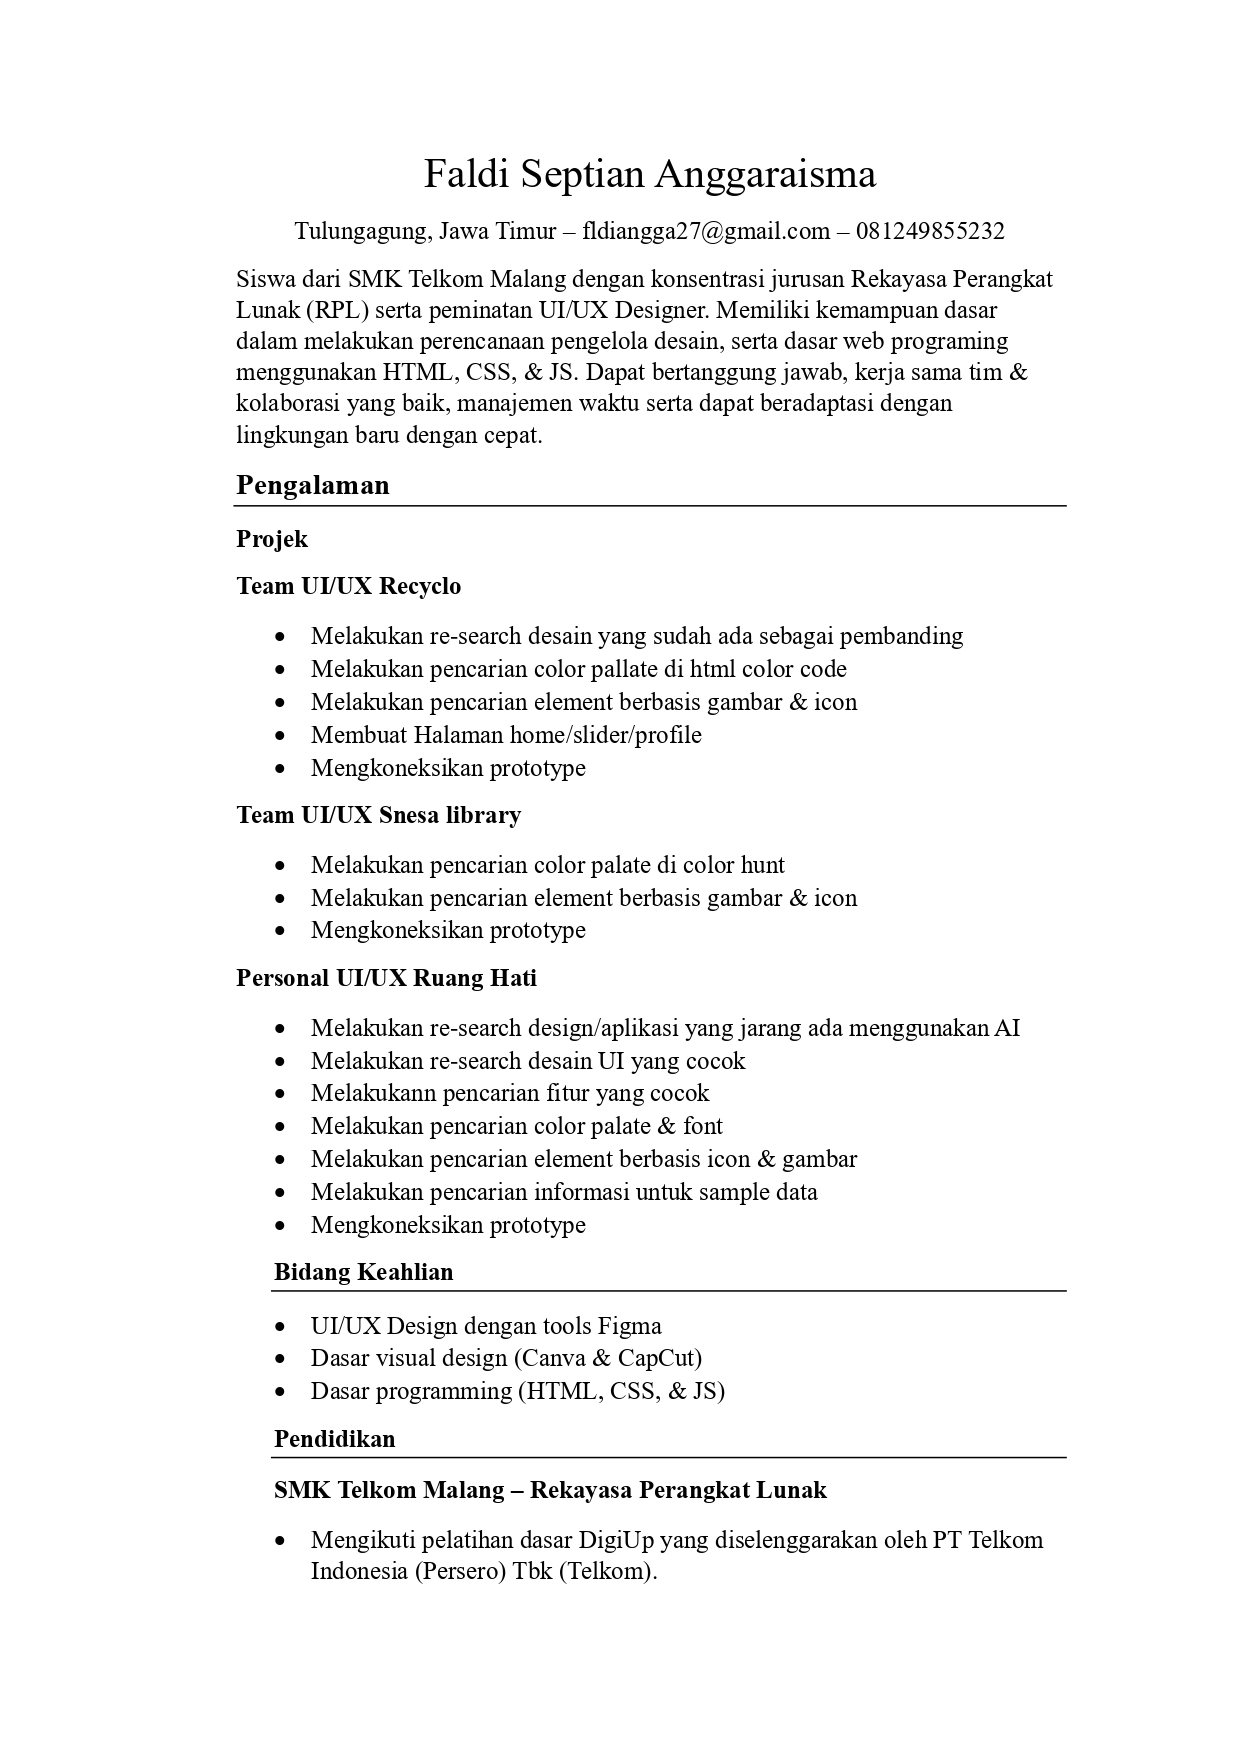 Faldi Septian Anggaraisma
Tulungagung, Jawa Timur – fldiangga27@gmail.com – 081249855232
Siswa dari SMK Telkom Malang dengan konsentrasi jurusan Rekayasa Perangkat
Lunak (RPL) serta peminatan UI/UX Designer. Memiliki kemampuan dasar
dalam melakukan perencanaan pengelola desain, serta dasar web programing
menggunakan HTML, CSS, & JS. Dapat bertanggung jawab, kerja sama tim &
kolaborasi yang baik, manajemen waktu serta dapat beradaptasi dengan
lingkungan baru dengan cepat.
Pengalaman
Projek
Team UI/UX Recyclo
• Melakukan re-search desain yang sudah ada sebagai pembanding
• Melakukan pencarian color pallate di html color code
• Melakukan pencarian element berbasis gambar & icon
• Membuat Halaman home/slider/profile
• Mengkoneksikan prototype
Team UI/UX Snesa library
• Melakukan pencarian color palate di color hunt
• Melakukan pencarian element berbasis gambar & icon
• Mengkoneksikan prototype
Personal UI/UX Ruang Hati
• Melakukan re-search design/aplikasi yang jarang ada menggunakan AI
• Melakukan re-search desain UI yang cocok
• Melakukann pencarian fitur yang cocok
• Melakukan pencarian color palate & font
• Melakukan pencarian element berbasis icon & gambar
• Melakukan pencarian informasi untuk sample data
• Mengkoneksikan prototype
Bidang Keahlian
• UI/UX Design dengan tools Figma
• Dasar visual design (Canva & CapCut)
• Dasar programming (HTML, CSS, & JS)
Pendidikan
SMK Telkom Malang – Rekayasa Perangkat Lunak
• Mengikuti pelatihan dasar DigiUp yang diselenggarakan oleh PT Telkom
Indonesia (Persero) Tbk (Telkom).